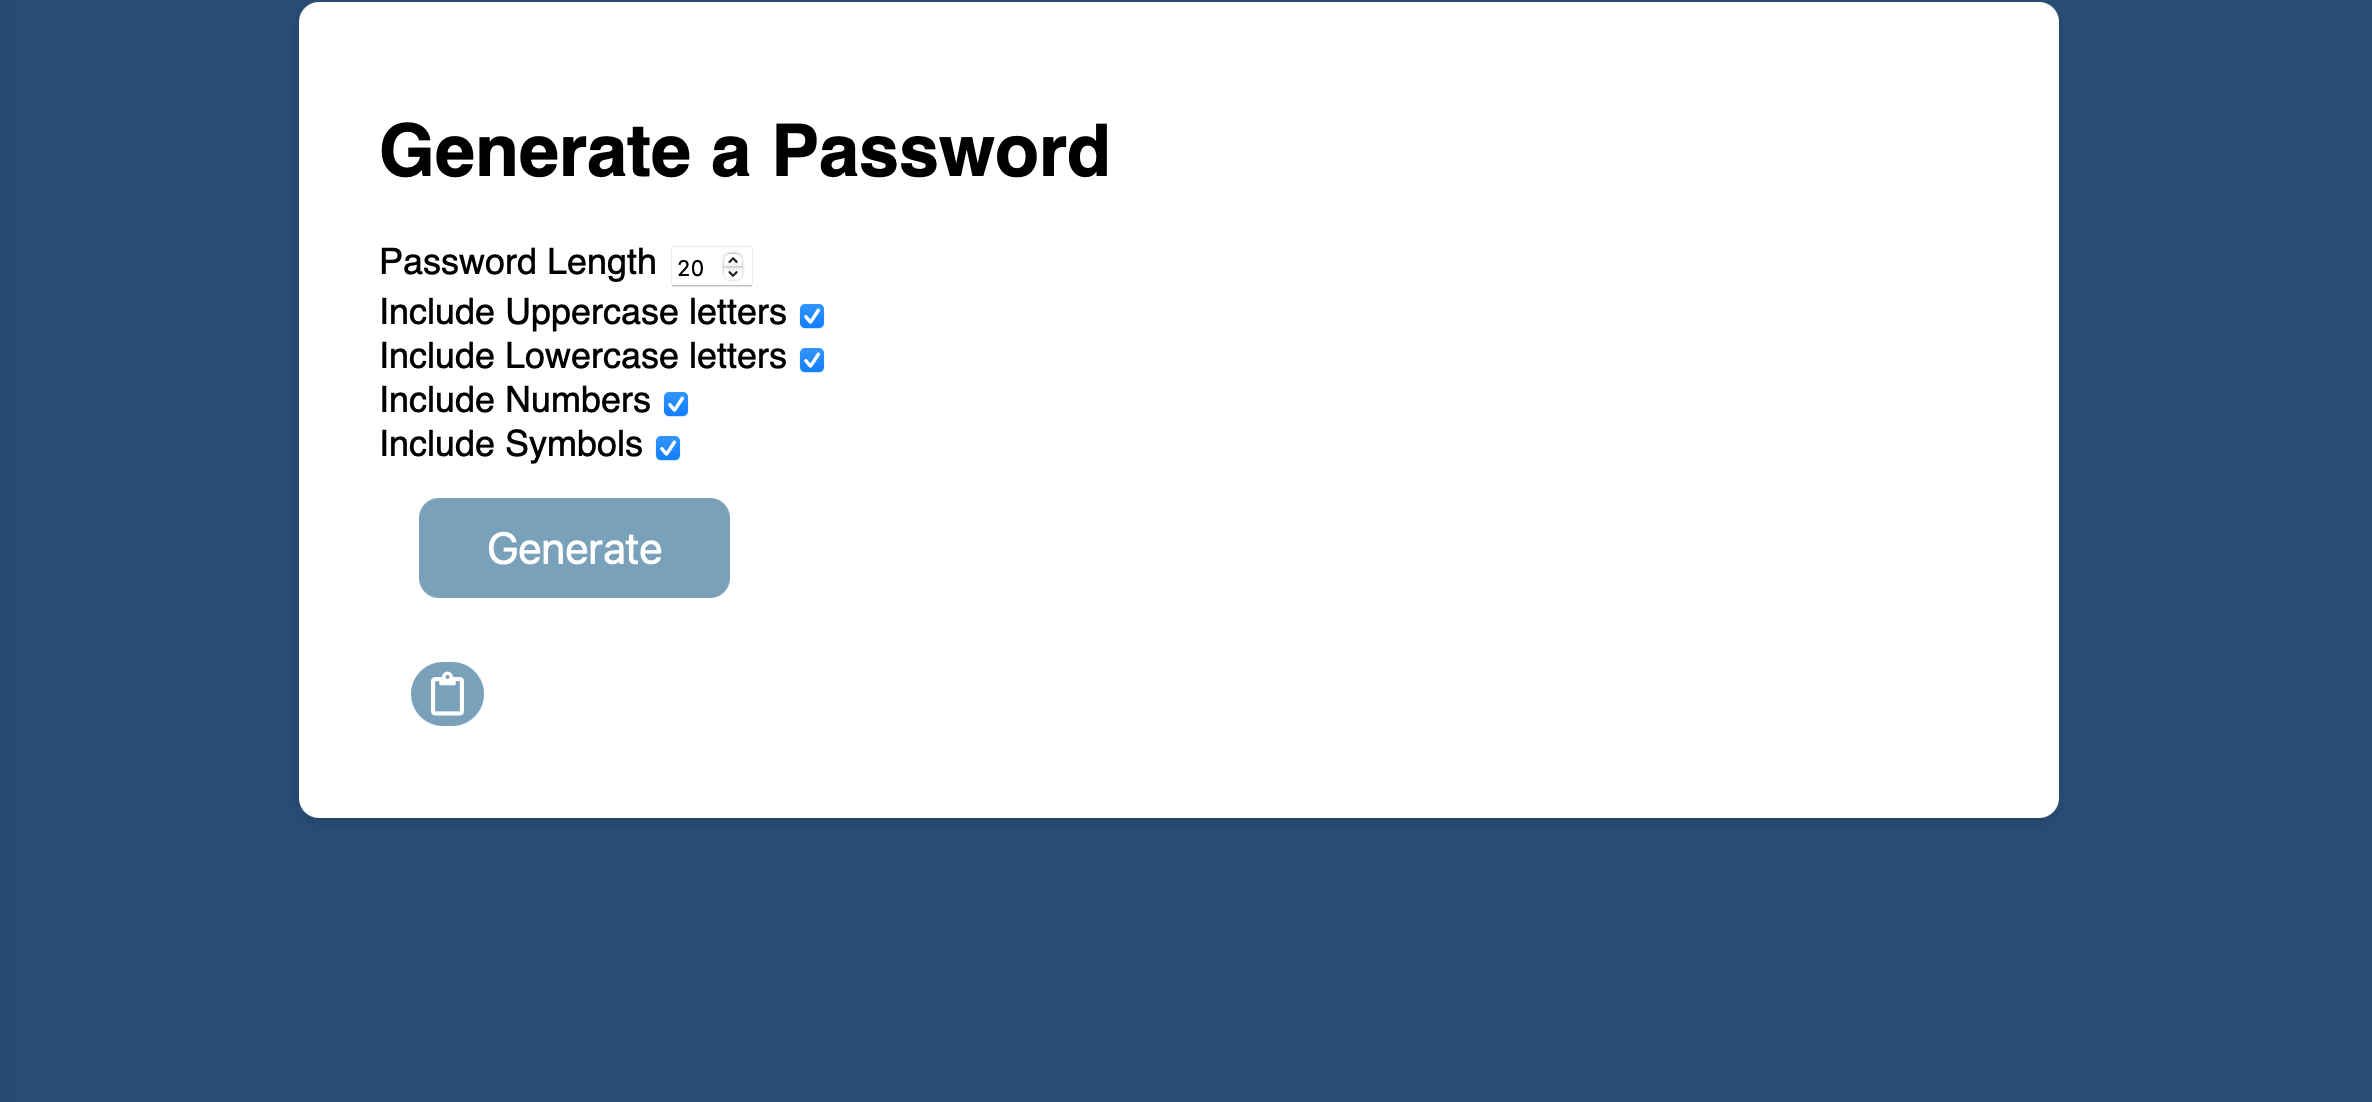 Generate a Password
Password Length 20
Include Uppercase letters
Include Lowercase letters
Include Numbers
Include Symbols
Generate